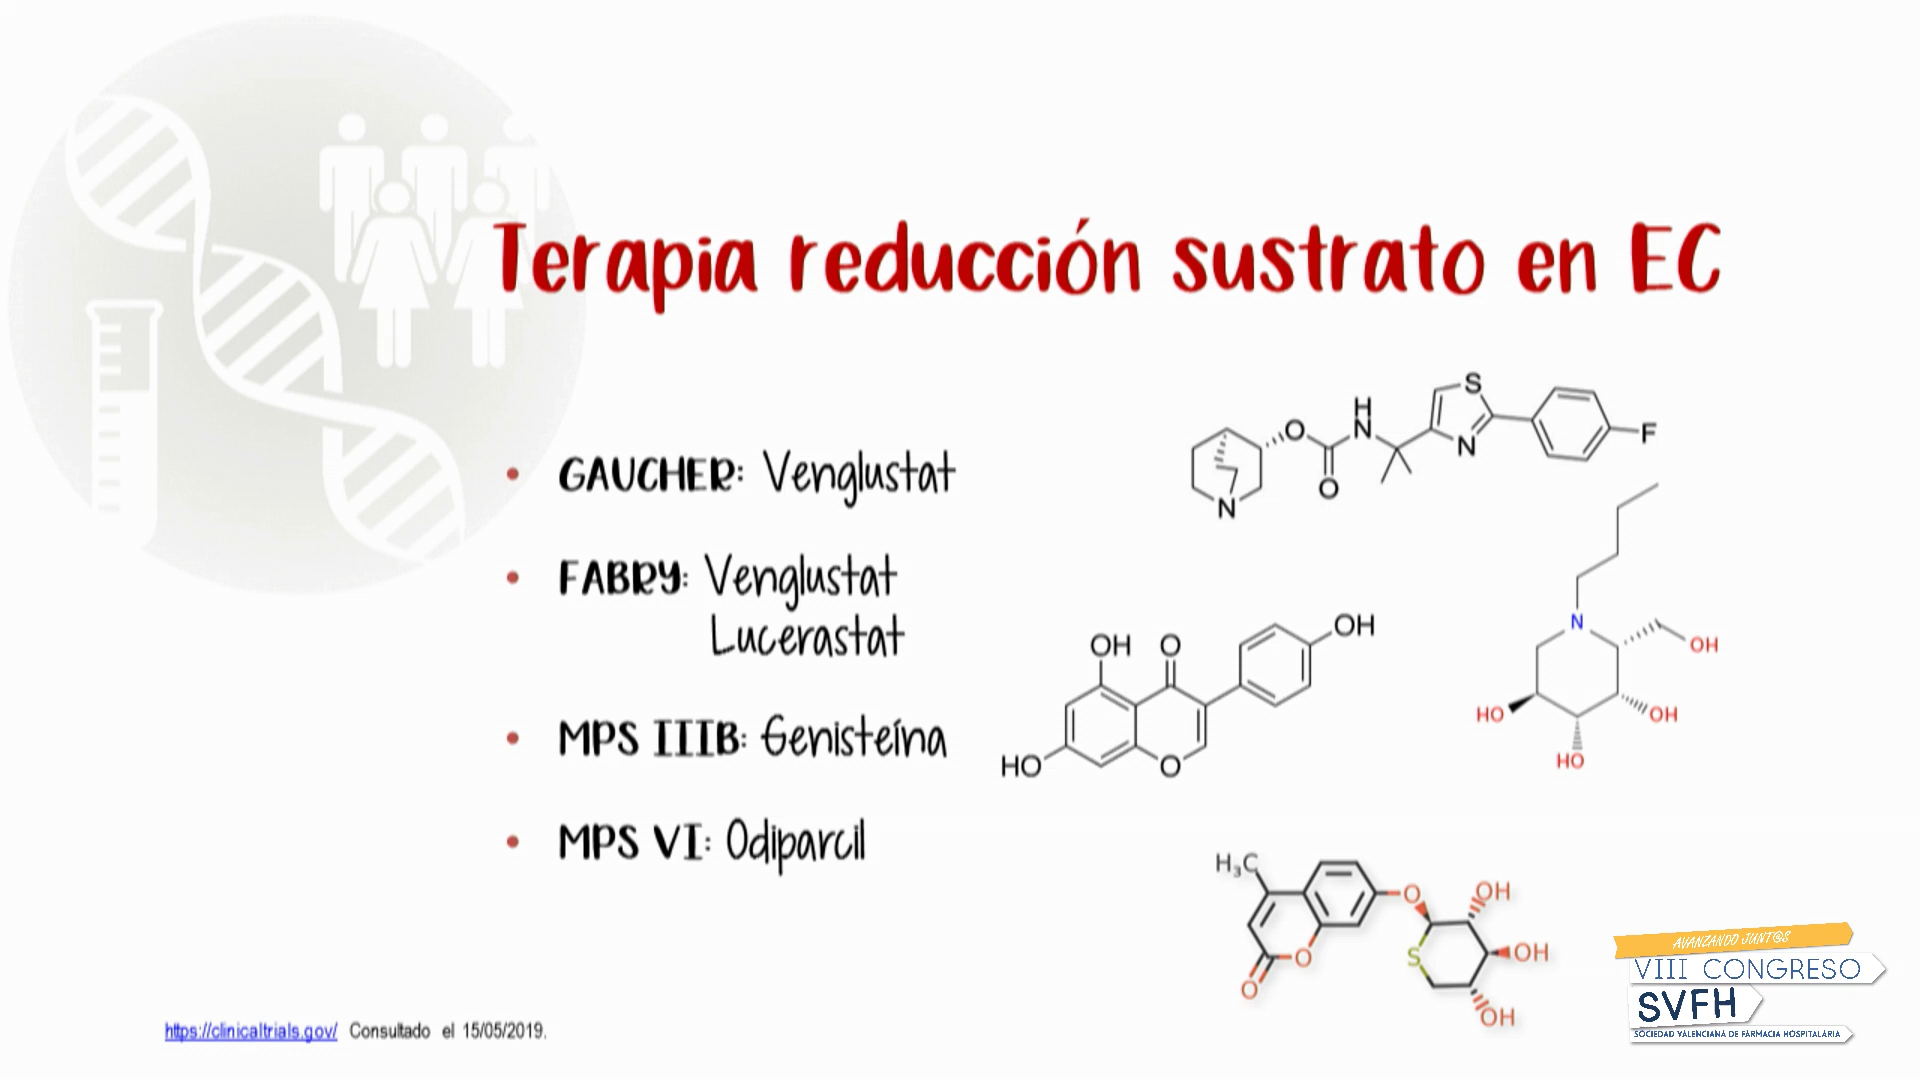 Terapia reducción sustrato en EC
• GAUCHER: Venglustat
• FABRY: Venglustat
Lucerastat
• MPS IIIB: Genisteína
• MPS VI: Odiparcil
S
O
H
N
N
F
O
N
OH
O
OH
HO
O
N
OH
HO
OH
HO
H₃C
O
OH
S
OH
O
O
OH
AVANZANDO JUNT@S
VIII CONGRESO
SVFH
SOCIEDAD VALENCIANA DE FARMACIA HOSPITALARIA
https://clinicaltrials.gov/ Consultado el 15/05/2019.